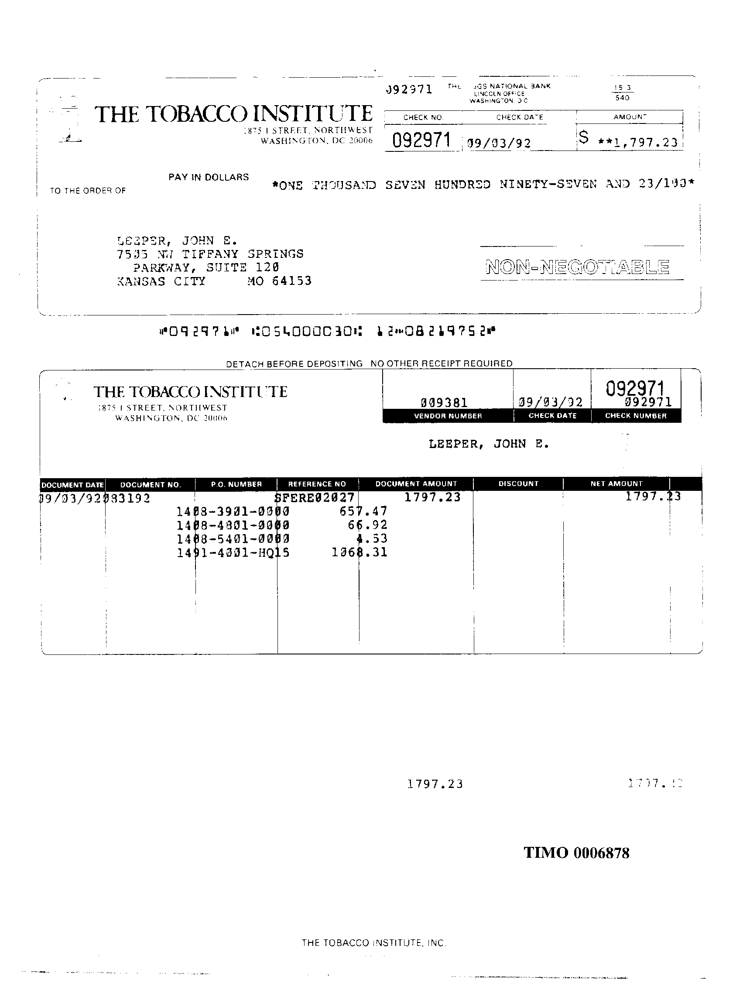 092971 THE GS NATIONAL BANK 15 3
LINCOLN OFFICE 540
WASHINGTON, D C
THE TOBACCO INSTITUTE
1875 I STREET, NORTHWEST
WASHINGTON, DC 20006
CHECK NO. CHECK DATE AMOUNT
092971 09/03/92 $ **1,797.23
PAY IN DOLLARS *ONE THOUSAND SEVEN HUNDRED NINETY-SEVEN AND 23/100*
TO THE ORDER OF
LEEPER, JOHN E.
7505 NW TIFFANY SPRINGS
PARKWAY, SUITE 120
KANSAS CITY MO 64153
NON-NEGOTIABLE
⑈092971⑈ ⑆054000030⑆ 12⑉08219752⑈
DETACH BEFORE DEPOSITING NO OTHER RECEIPT REQUIRED
THE TOBACCO INSTITUTE
1875 I STREET, NORTHWEST
WASHINGTON, DC 20006
092971
009381 09/03/92 092971
VENDOR NUMBER CHECK DATE CHECK NUMBER
LEEPER, JOHN E.
DOCUMENT DATE DOCUMENT NO. P.O. NUMBER REFERENCE NO DOCUMENT AMOUNT DISCOUNT NET AMOUNT
09/03/92 083192 SFERE02027 1797.23 1797.23
1408-3901-0000 657.47
1408-4801-0000 66.92
1408-5401-0000 4.53
1491-4001-HQ15 1068.31
1797.23
TIMO 0006878
THE TOBACCO INSTITUTE, INC.